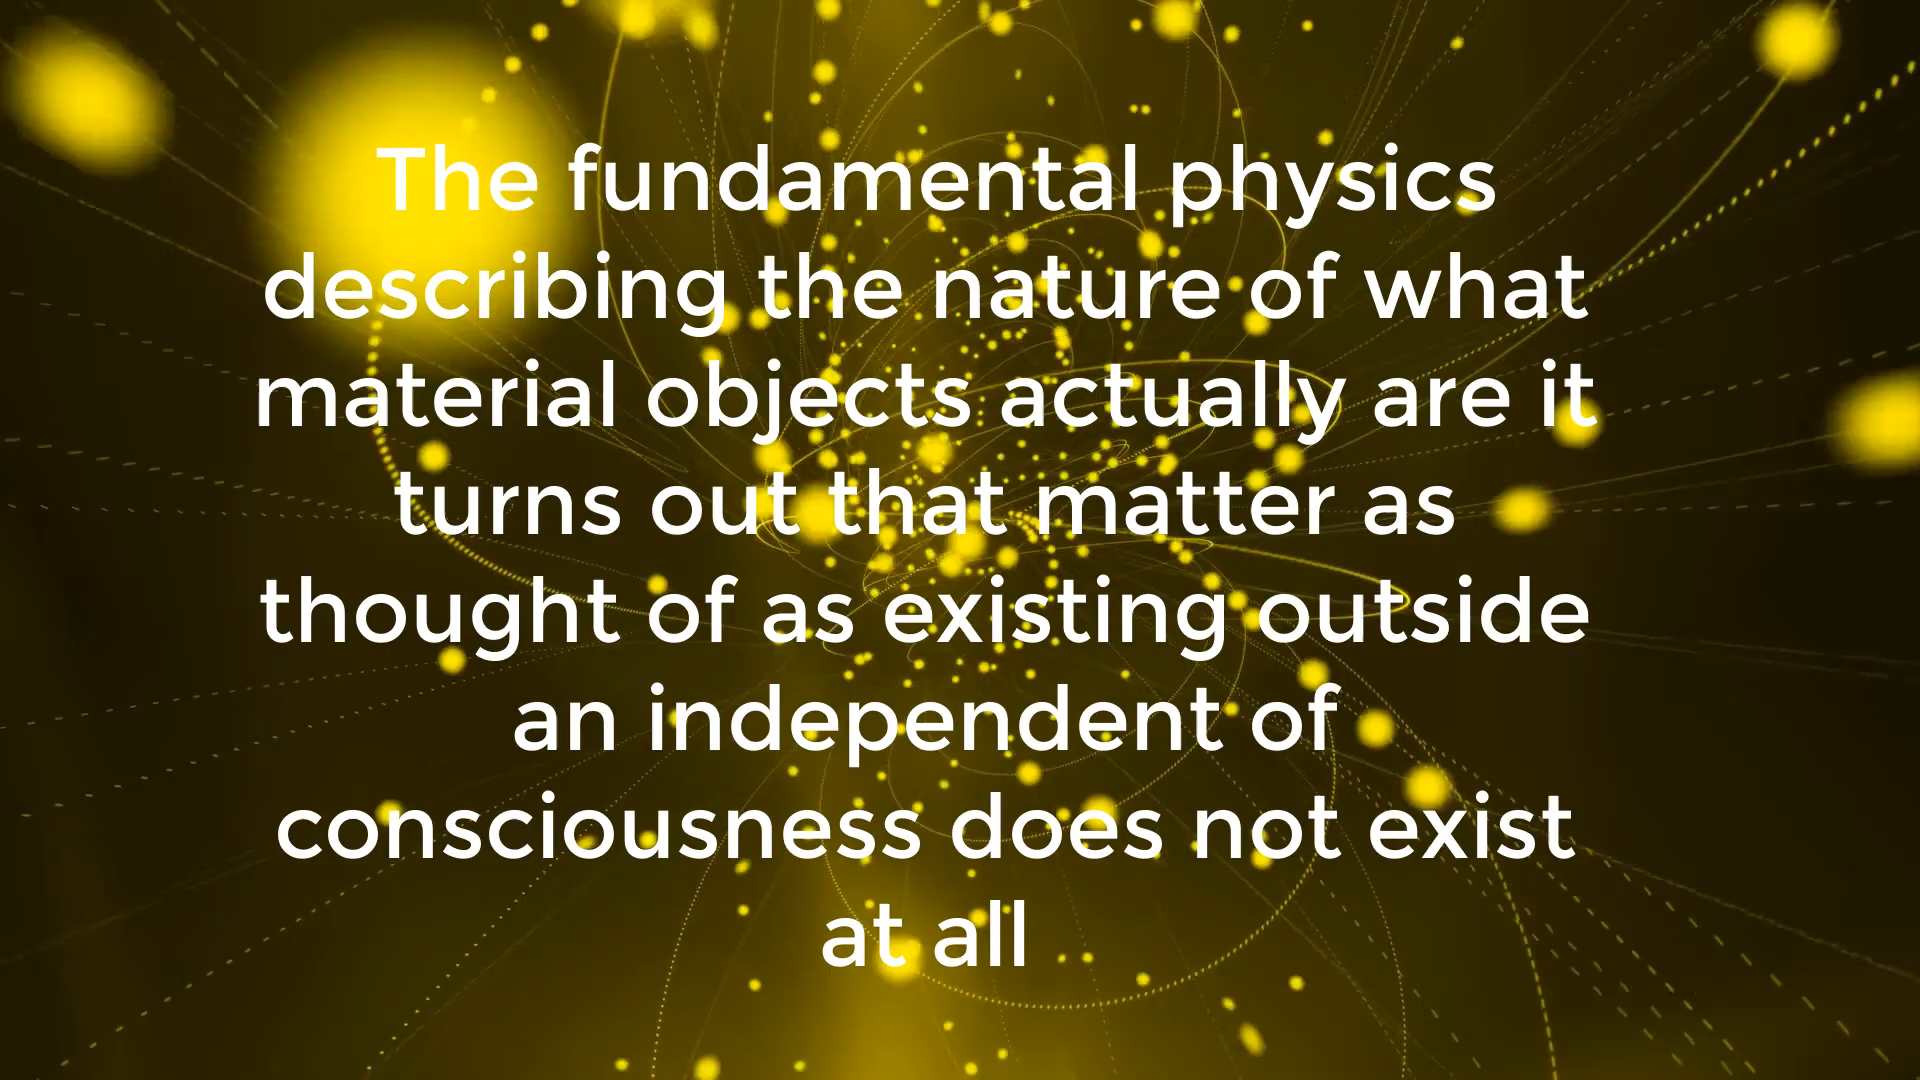 The fundamental physics
describing the nature of what
material objects actually are it
turns out that matter as
thought of as existing outside
an independent of
consciousness does not exist
at all